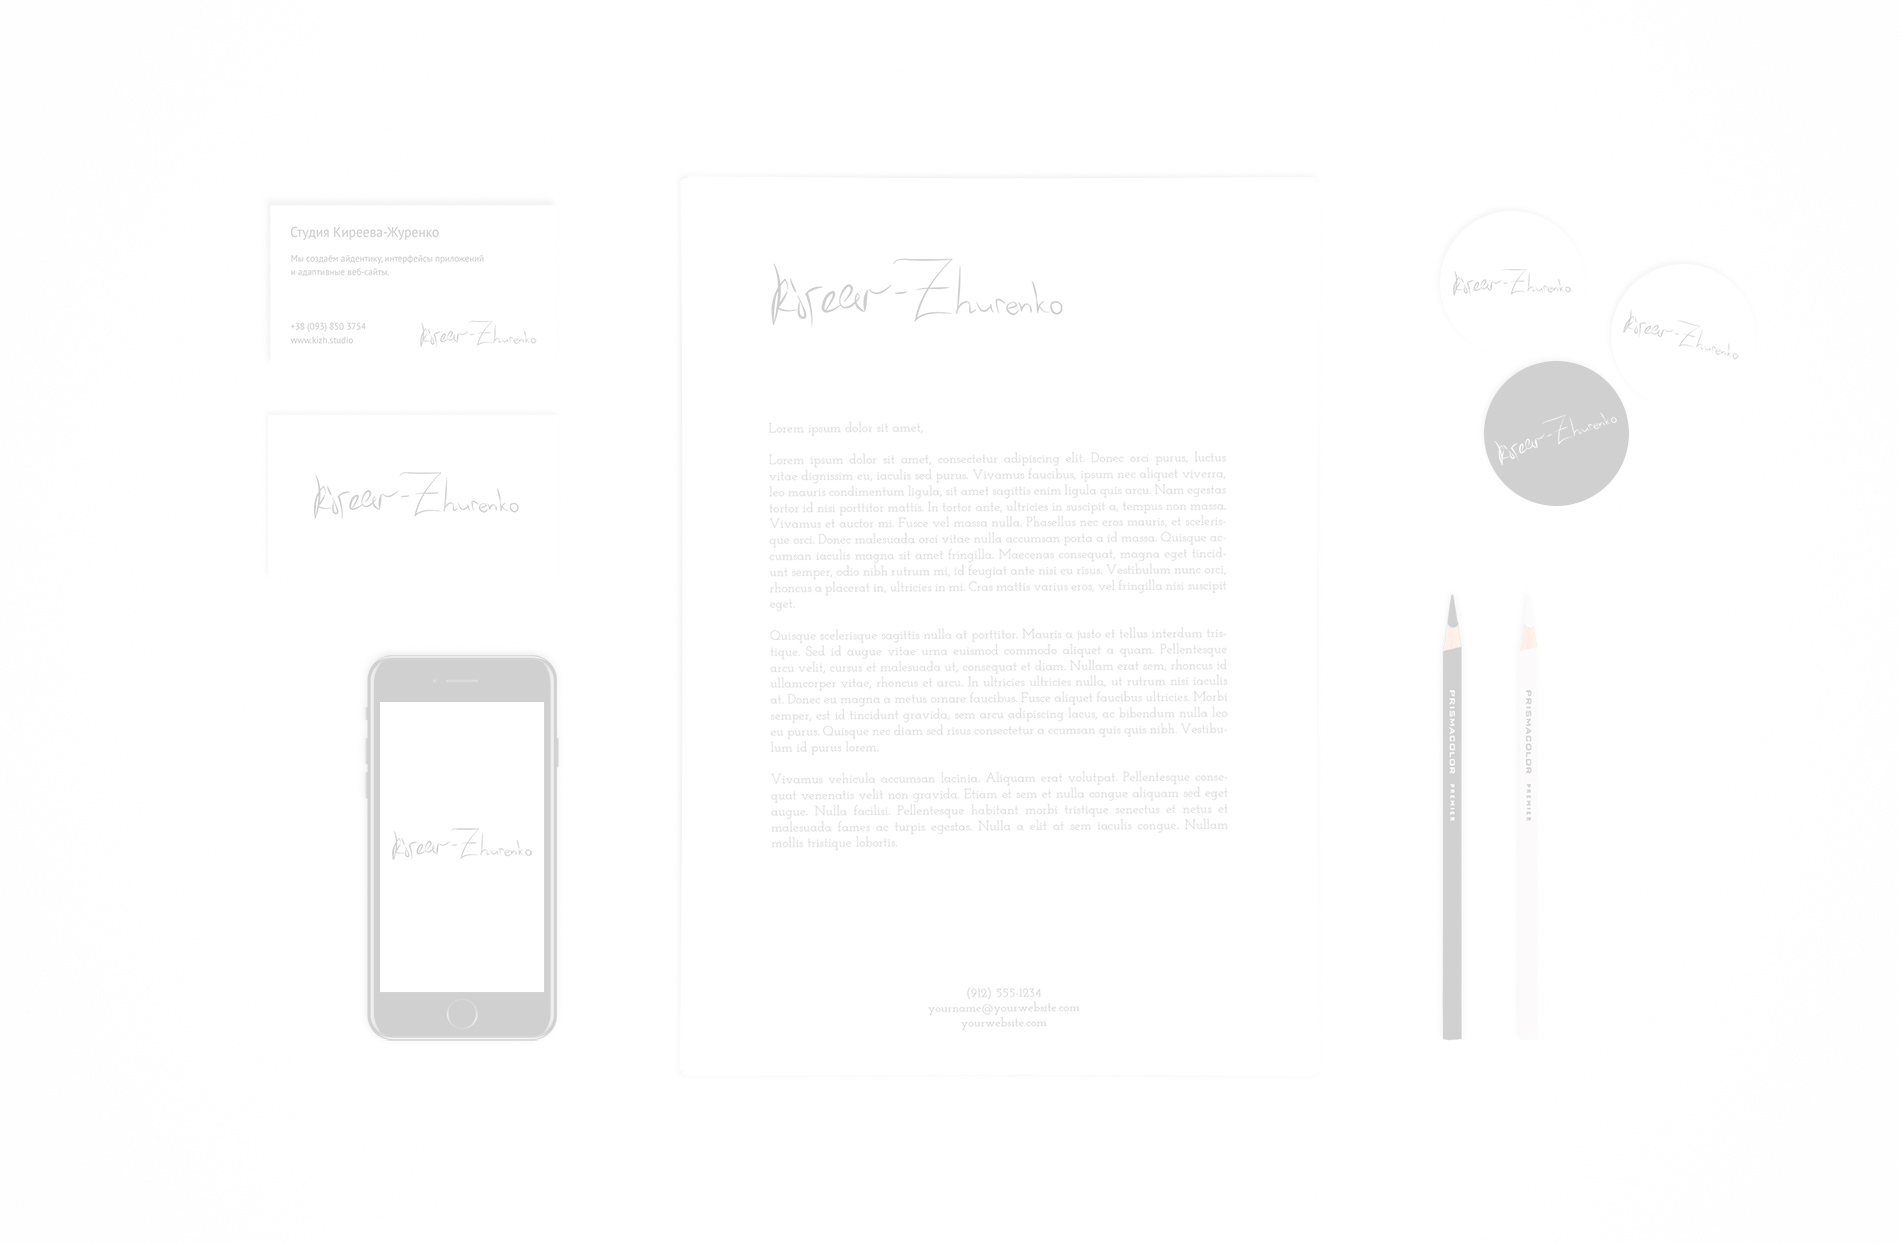 Студия Киреева-Журенко
Мы создаём айдентику, интерфейсы приложений
и адаптивные веб-сайты.
+38 (093) 850 3754
www.kizh.studio
Kireev-Zhurenko
Kireev-Zhurenko
Kireev-Zhurenko
Kireev-Zhurenko
Lorem ipsum dolor sit amet,
Lorem ipsum dolor sit amet, consectetur adipiscing elit. Donec orci purus, luctus
vitae dignissim eu, iaculis sed purus. Vivamus faucibus, ipsum nec aliquet viverra,
leo mauris condimentum ligula, sit amet sagittis enim ligula quis arcu. Nam egestas
tortor id nisi porttitor mattis. In tortor ante, ultricies in suscipit a, tempus non massa.
Vivamus et auctor mi. Fusce vel massa nulla. Phasellus nec eros mauris, et sceleris-
que orci. Donec malesuada orci vitae nulla accumsan porta a id massa. Quisque ac-
cumsan iaculis magna sit amet fringilla. Maecenas consequat, magna eget tincid-
unt semper, odio nibh rutrum mi, id feugiat ante nisi eu risus. Vestibulum nunc orci,
rhoncus a placerat in, ultricies in mi. Cras mattis varius eros, vel fringilla nisi suscipit
eget.
Quisque scelerisque sagittis nulla at porttitor. Mauris a justo et tellus interdum tris-
tique. Sed id augue vitae urna euismod commodo aliquet a quam. Pellentesque
arcu velit, cursus et malesuada ut, consequat et diam. Nullam erat sem, rhoncus id
ullamcorper vitae, rhoncus et arcu. In ultricies ultricies nulla, ut rutrum nisi iaculis
at. Donec eu magna a metus ornare faucibus. Fusce aliquet faucibus ultricies. Morbi
semper, est id tincidunt gravida, sem arcu adipiscing lacus, ac bibendum nulla leo
eu purus. Quisque nec diam sed risus consectetur a ccumsan quis quis nibh. Vestibu-
lum id purus lorem.
Vivamus vehicula accumsan lacinia. Aliquam erat volutpat. Pellentesque conse-
quat venenatis velit non gravida. Etiam et sem et nulla congue aliquam sed eget
augue. Nulla facilisi. Pellentesque habitant morbi tristique senectus et netus et
malesuada fames ac turpis egestas. Nulla a elit at sem iaculis congue. Nullam
mollis tristique lobortis.
(912) 555-1234
yourname@yourwebsite.com
yourwebsite.com
Kireev-Zhurenko
Kireev-Zhurenko
Kireev-Zhurenko
PRISMACOLOR PREMIER
PRISMACOLOR PREMIER